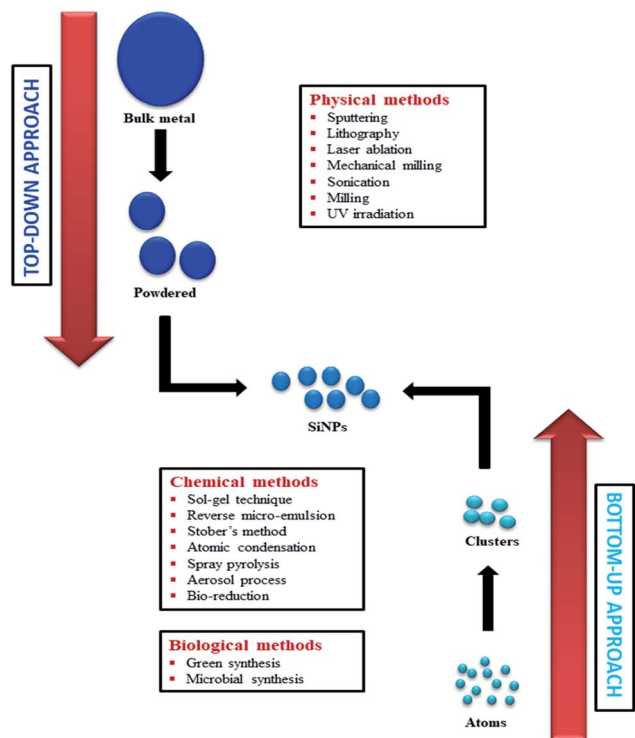 TOP-DOWN APPROACH
Bulk metal
Powdered
Physical methods
▪ Sputtering
▪ Lithography
▪ Laser ablation
▪ Mechanical milling
▪ Sonication
▪ Milling
▪ UV irradiation
SiNPs
Chemical methods
▪ Sol-gel technique
▪ Reverse micro-emulsion
▪ Stober's method
▪ Atomic condensation
▪ Spray pyrolysis
▪ Aerosol process
▪ Bio-reduction
Biological methods
▪ Green synthesis
▪ Microbial synthesis
Clusters
Atoms
BOTTOM-UP APPROACH